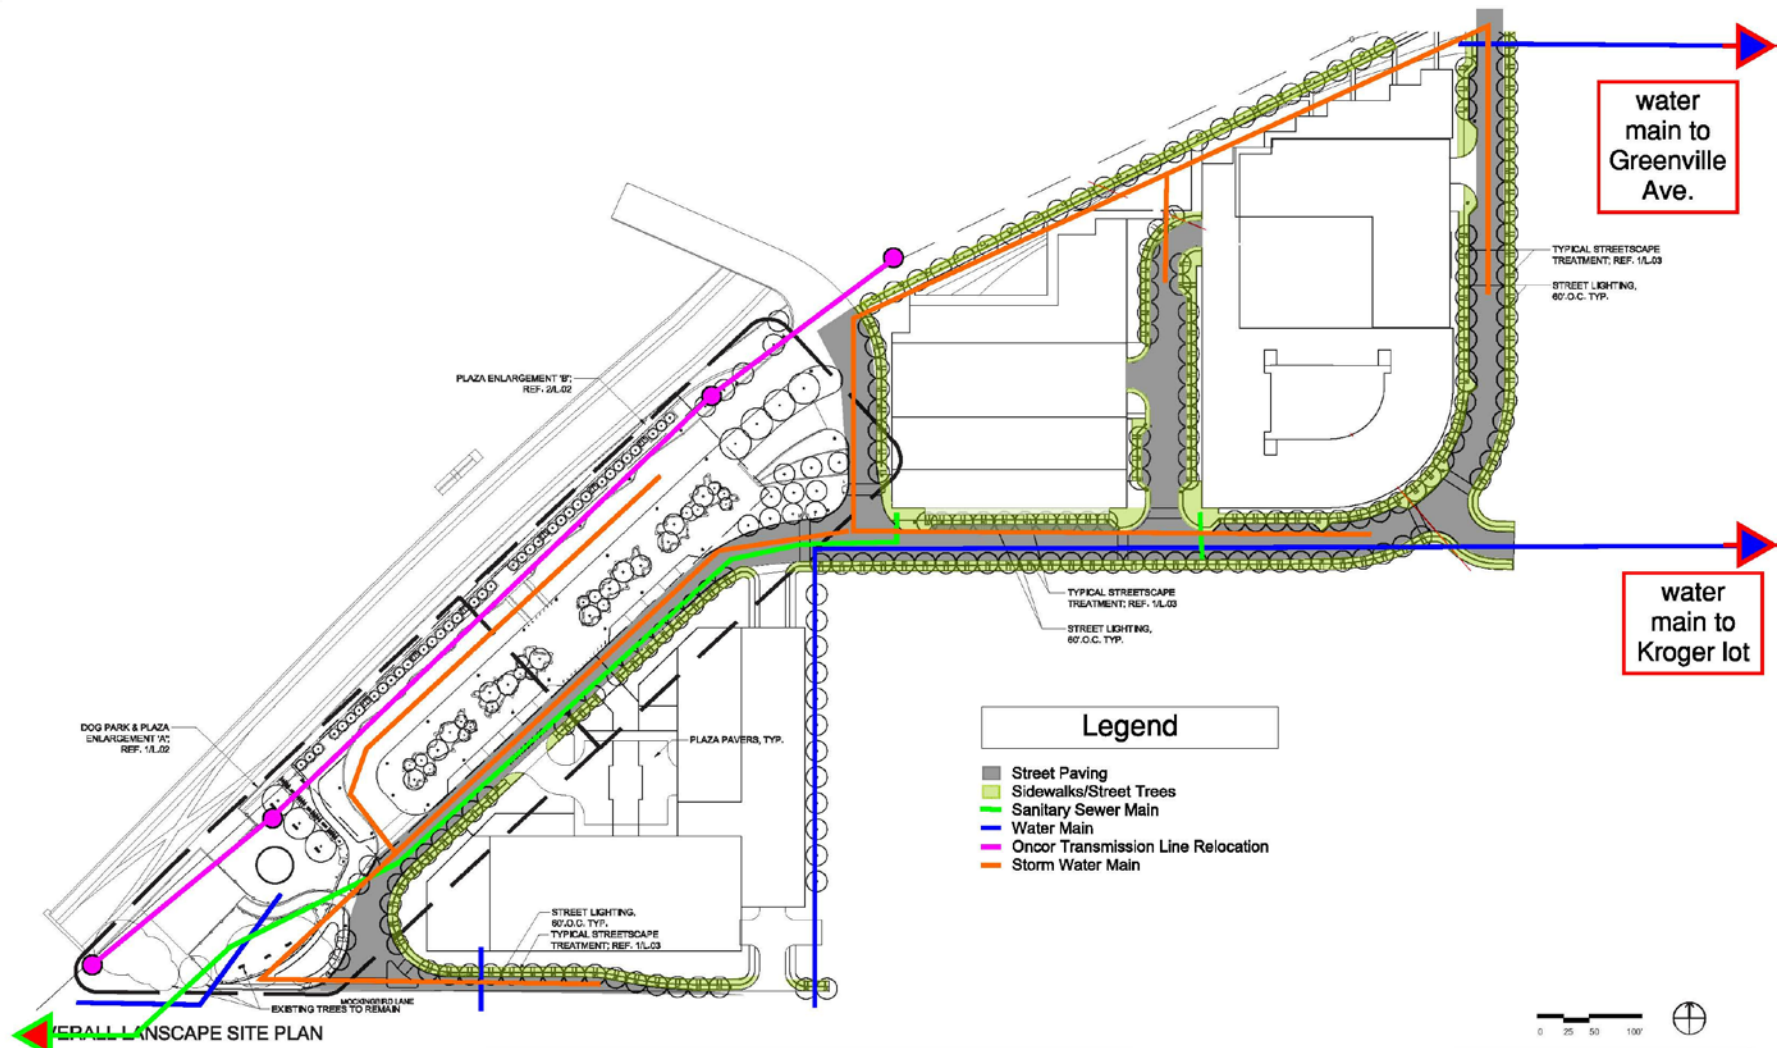 water
main to
Greenville
Ave.
TYPICAL STREETSCAPE
TREATMENT; REF. 1/L.03
STREET LIGHTING,
60'.O.C. TYP.
PLAZA ENLARGEMENT 'B';
REF. 2/L.02
water
main to
Kroger lot
TYPICAL STREETSCAPE
TREATMENT; REF. 1/L.03
STREET LIGHTING,
60'.O.C. TYP.
DOG PARK & PLAZA
ENLARGEMENT 'A';
REF. 1/L.02
PLAZA PAVERS, TYP.
Legend
Street Paving
Sidewalks/Street Trees
Sanitary Sewer Main
Water Main
Oncor Transmission Line Relocation
Storm Water Main
STREET LIGHTING,
60'.O.C. TYP.
TYPICAL STREETSCAPE
TREATMENT; REF. 1/L.03
MOCKINGBIRD LANE
EXISTING TREES TO REMAIN
VERALL LANSCAPE SITE PLAN
0 25 50 100'